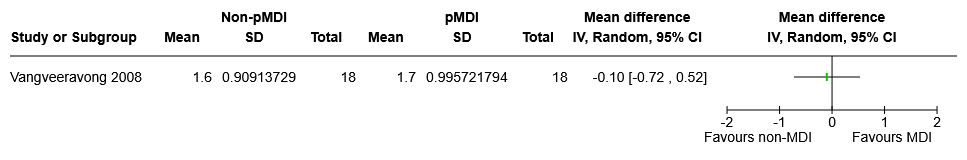 Non-pMDI pMDI Mean difference Mean difference
Study or Subgroup Mean SD Total Mean SD Total IV, Random, 95% CI IV, Random, 95% CI
Vangveeravong 2008 1.6 0.90913729 18 1.7 0.995721794 18 -0.10 [-0.72 , 0.52]
-2 -1 0 1 2
Favours non-MDI Favours MDI